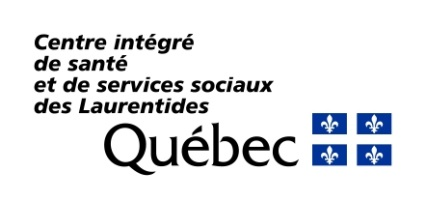 Centre intégré
de santé
et de services sociaux
des Laurentides
Québec